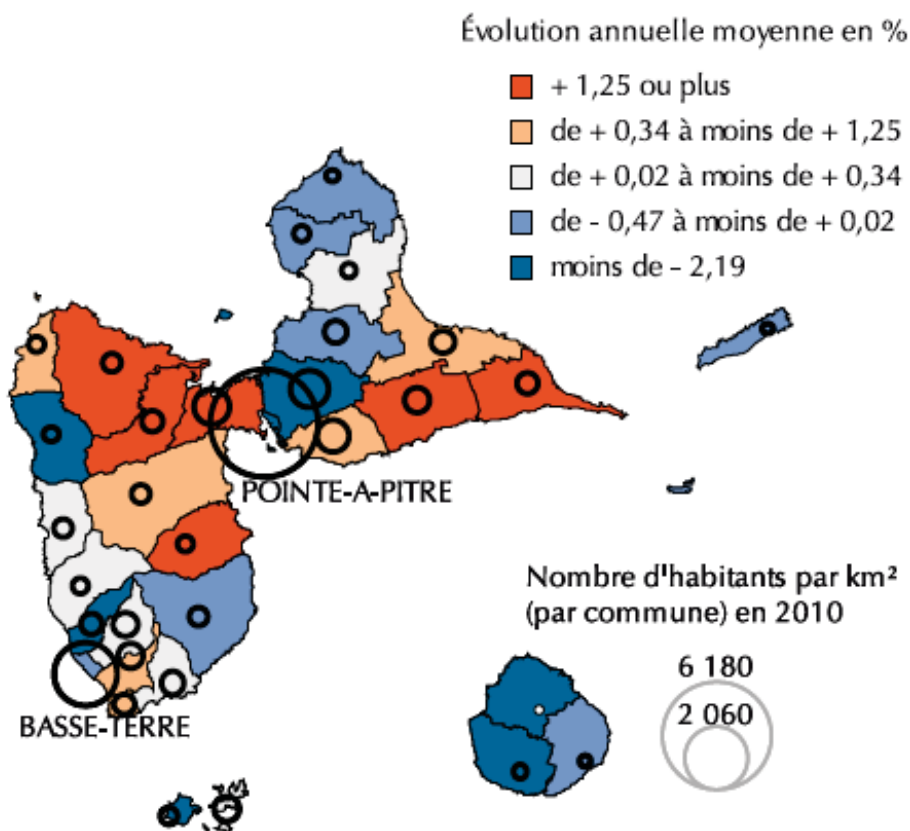 Évolution annuelle moyenne en %
+ 1,25 ou plus
de + 0,34 à moins de + 1,25
de + 0,02 à moins de + 0,34
de - 0,47 à moins de + 0,02
moins de - 2,19
POINTE-A-PITRE
Nombre d'habitants par km²
(par commune) en 2010
6 180
2 060
BASSE-TERRE